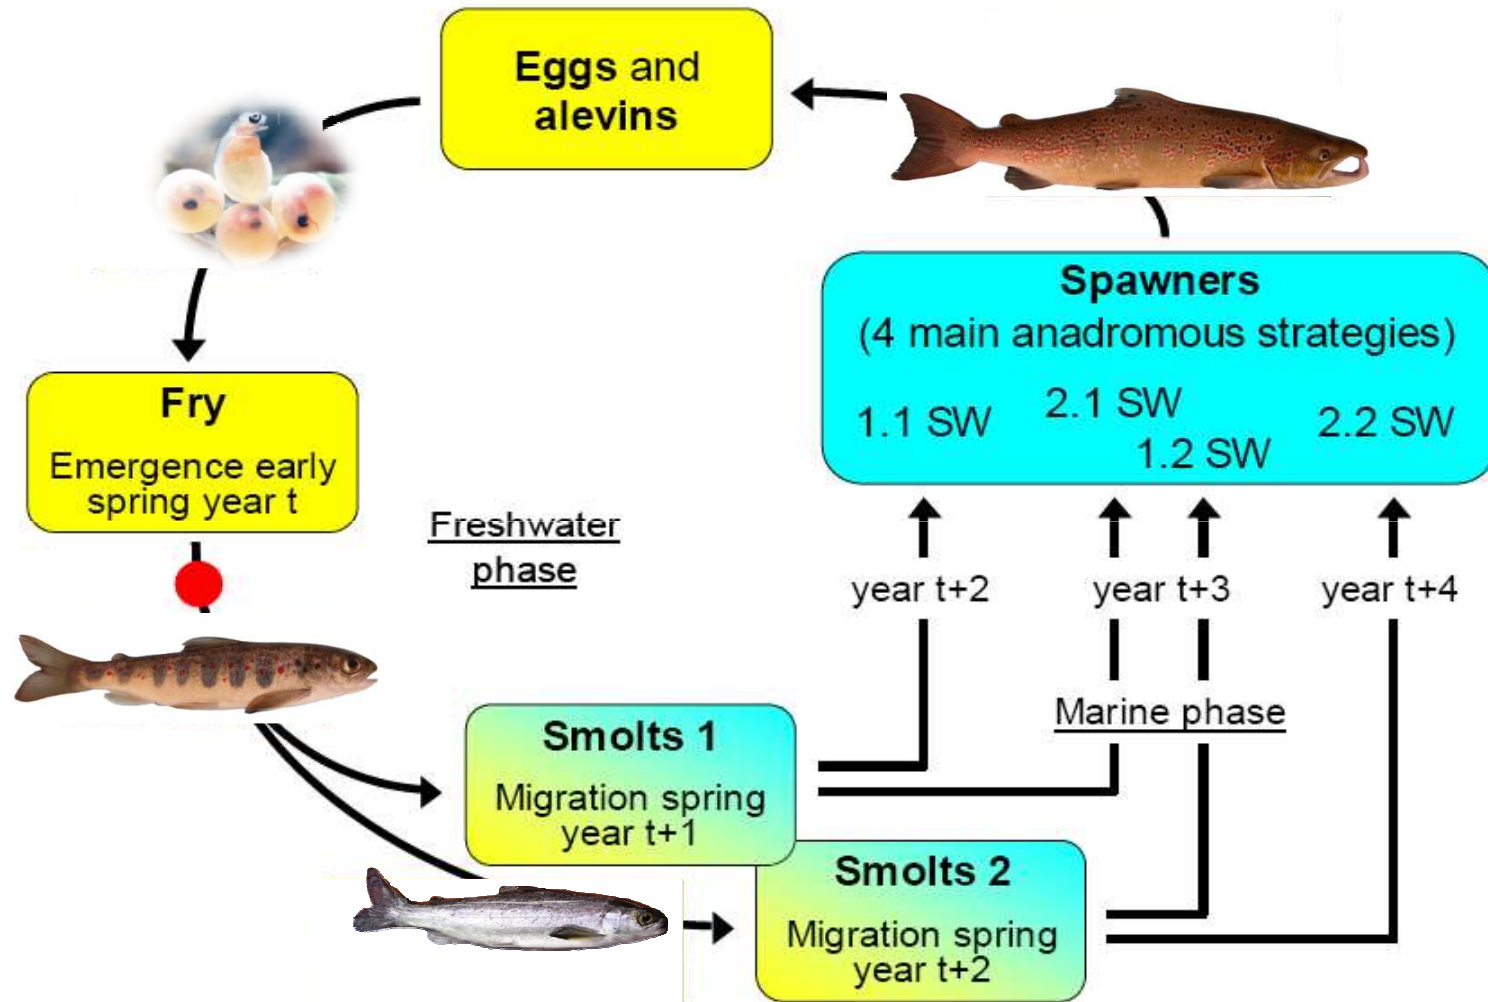 Eggs and
alevins
Spawners
(4 main anadromous strategies)
1.1 SW
2.1 SW
1.2 SW
2.2 SW
Fry
Emergence early
spring year t
Freshwater
phase
year t+2
year t+3
year t+4
Marine phase
Smolts 1
Migration spring
year t+1
Smolts 2
Migration spring
year t+2